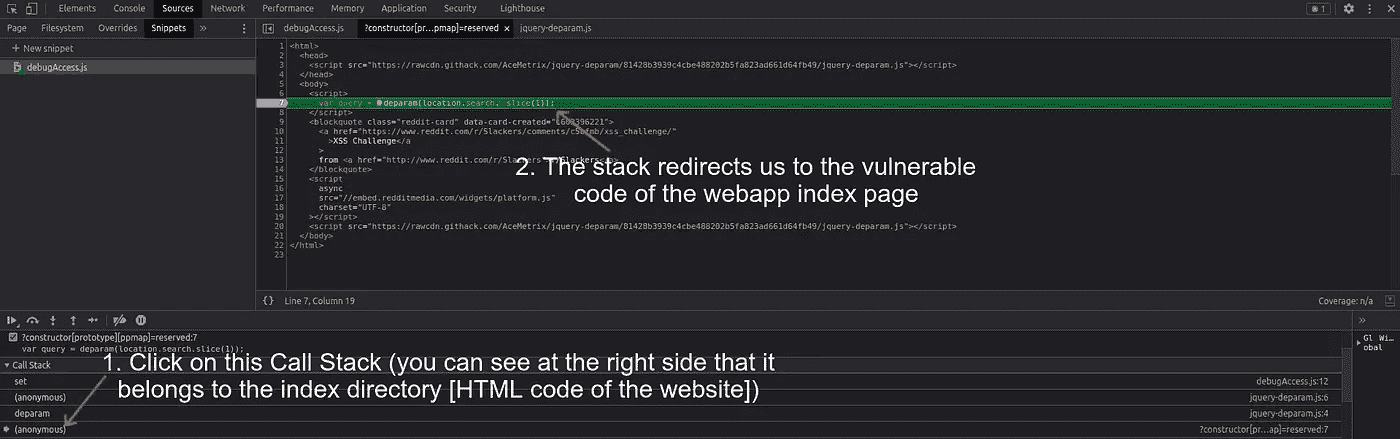 Elements Console Sources Network Performance Memory Application Security Lighthouse 1
Page Filesystem Overrides Snippets » debugAccess.js ?constructor[pr…pmap]=reserved × jquery-deparam.js
+ New snippet
debugAccess.js
1 <html>
2 <head>
3 <script src="https://rawcdn.githack.com/AceMetrix/jquery-deparam/81428b3939c4cbe488202b5fa823ad661d64fb49/jquery-deparam.js"></script>
4 </head>
5 <body>
6 <script>
7 var query = deparam(location.search. slice(1));
8 </script>
9 <blockquote class="reddit-card" data-card-created="1603396221">
10 <a href="https://www.reddit.com/r/Slackers/comments/ /xss_challenge/"
11 >XSS Challenge</a
12 >
13 from <a href="http://www.reddit.com/r/Slackers
14 </blockquote>
15 <script
16 async
17 src="//embed.redditmedia.com/widgets/platform.js"
18 charset="UTF-8"
19 ></script>
20 <script src="https://rawcdn.githack.com/AceMetrix/jquery-deparam/81428b3939c4cbe488202b5fa823ad661d64fb49/jquery-deparam.js"></script>
21 </body>
22 </html>
23
2. The stack redirects us to the vulnerable
code of the webapp index page
{} Line 7, Column 19 Coverage: n/a
?constructor[prototype][ppmap]=reserved:7
var query = deparam(location.search.slice(1));
1. Click on this Call Stack (you can see at the right side that it
belongs to the index directory [HTML code of the website])
Call Stack
set debugAccess.js:12
(anonymous) jquery-deparam.js:6
deparam jquery-deparam.js:4
(anonymous) ?constructor[pr…ap]=reserved:7
»
Gl Wi…
obal